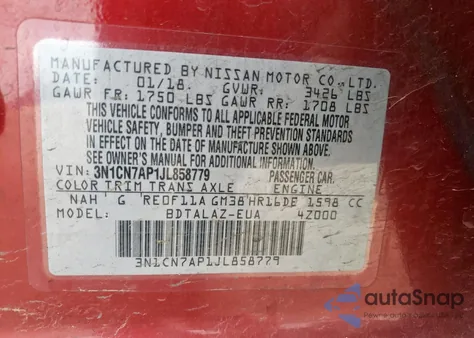 MANUFACTURED BY NISSAN MOTOR CO., LTD.
DATE: 01/18. GVWR: 3426 LBS
GAWR FR: 1750 LBS GAWR RR: 1708 LBS
THIS VEHICLE CONFORMS TO ALL APPLICABLE FEDERAL MOTOR
VEHICLE SAFETY, BUMPER AND THEFT PREVENTION STANDARDS
IN EFFECT ON THE DATE OF MANUFACTURE SHOWN ABOVE.
SEE OWNER'S MANUAL FOR ADDITIONAL INFORMATION.
VIN: 3N1CN7AP1JL858779 PASSENGER CAR.
COLOR TRIM TRANS AXLE ENGINE
NAH G RE0F11A GM38 HR16DE 1598 CC
MODEL: BDTALAZ-EUA 4Z000
3N1CN7AP1JL858779
autoSnap